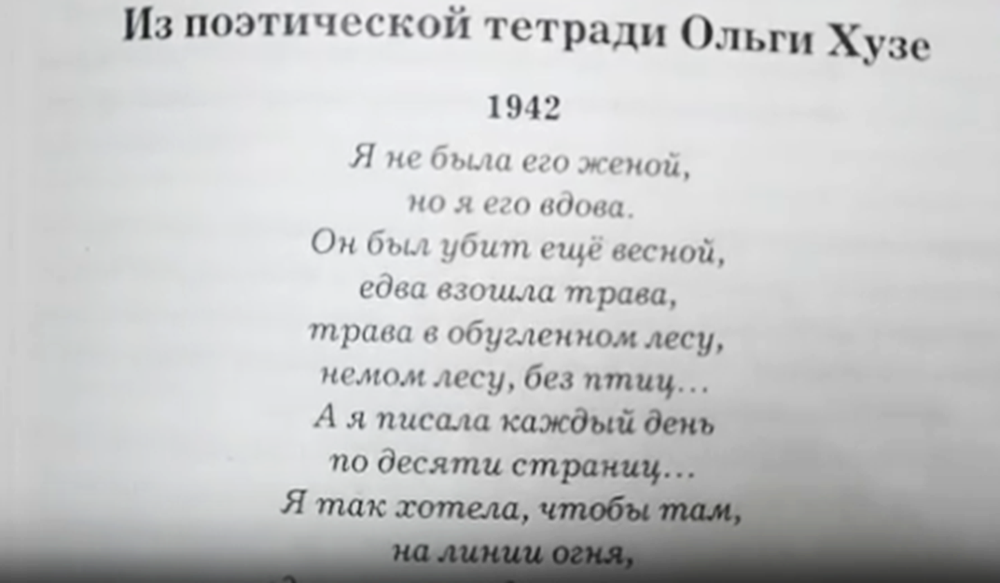 Из поэтической тетради Ольги Хузе
1942
Я не была его женой,
но я его вдова.
Он был убит ещё весной,
едва взошла трава,
трава в обугленном лесу,
немом лесу, без птиц...
А я писала каждый день
по десяти страниц...
Я так хотела, чтобы там,
на линии огня,